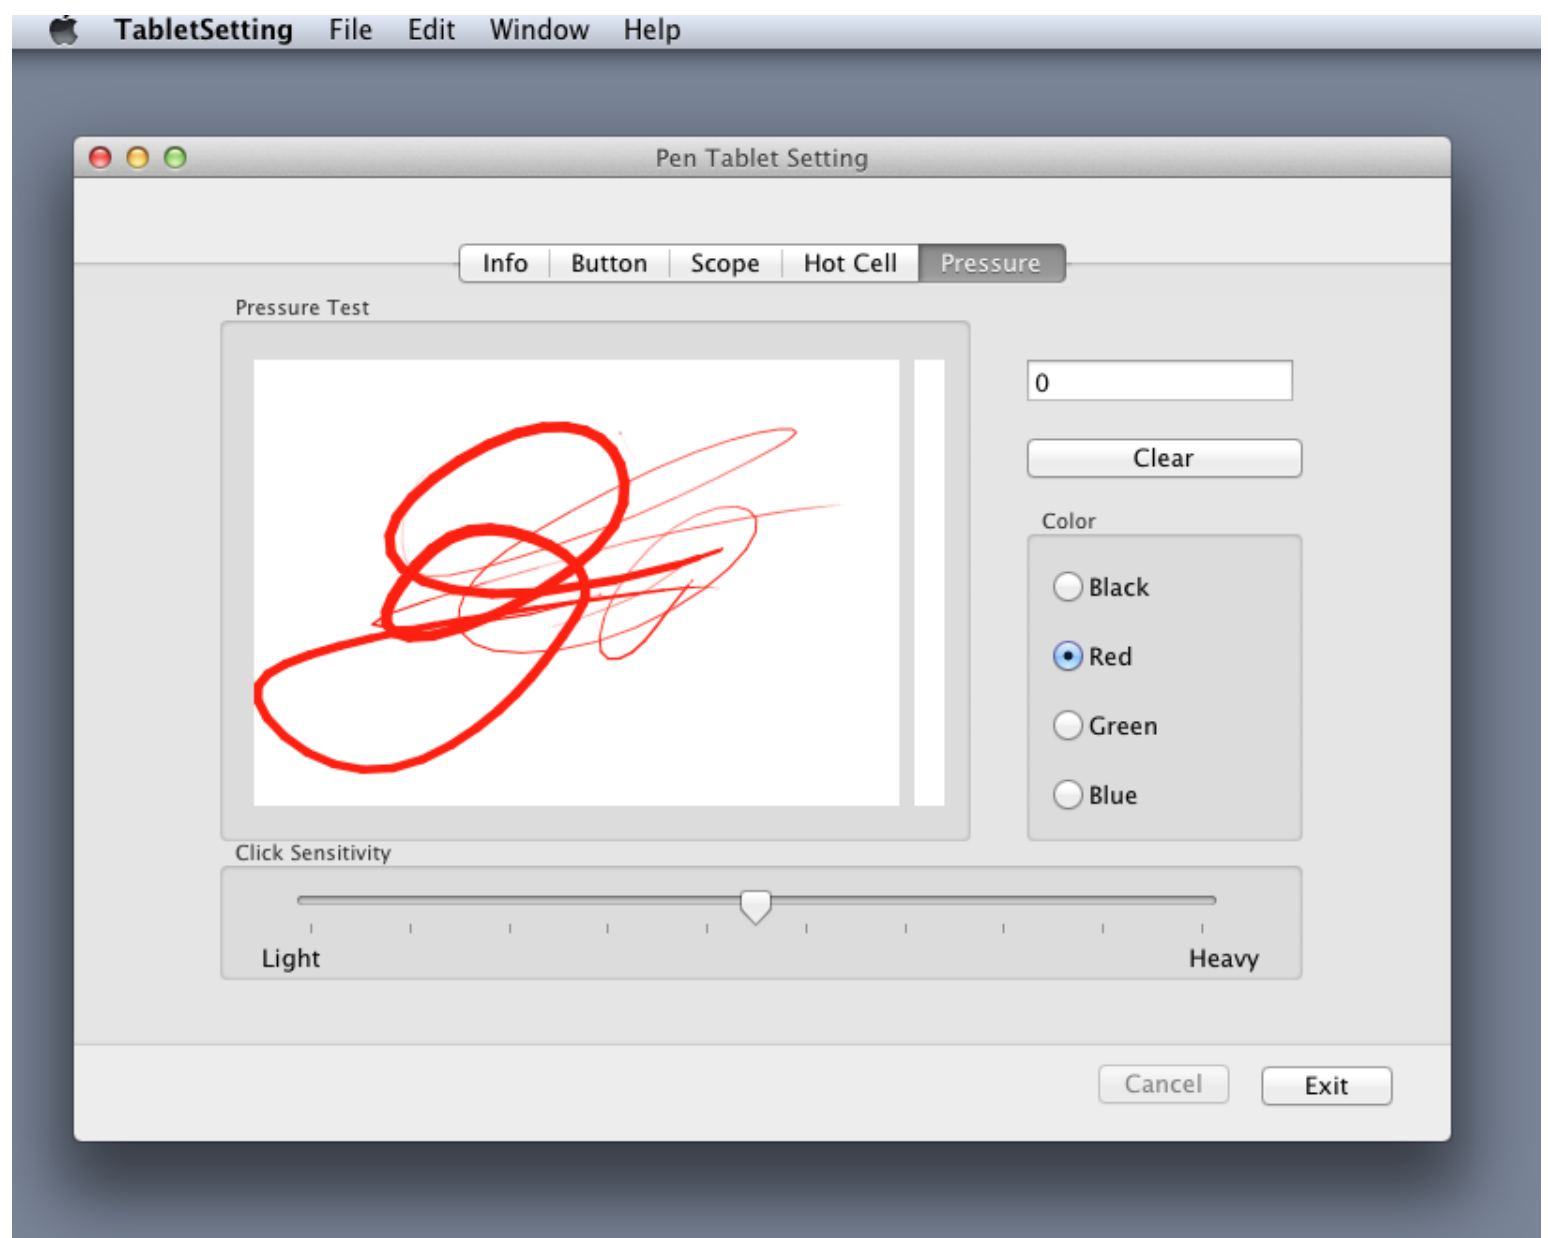 TabletSetting File Edit Window Help
Pen Tablet Setting
Info Button Scope Hot Cell Pressure
Pressure Test
0
Clear
Color
Black
Red
Green
Blue
Click Sensitivity
Light Heavy
Cancel Exit